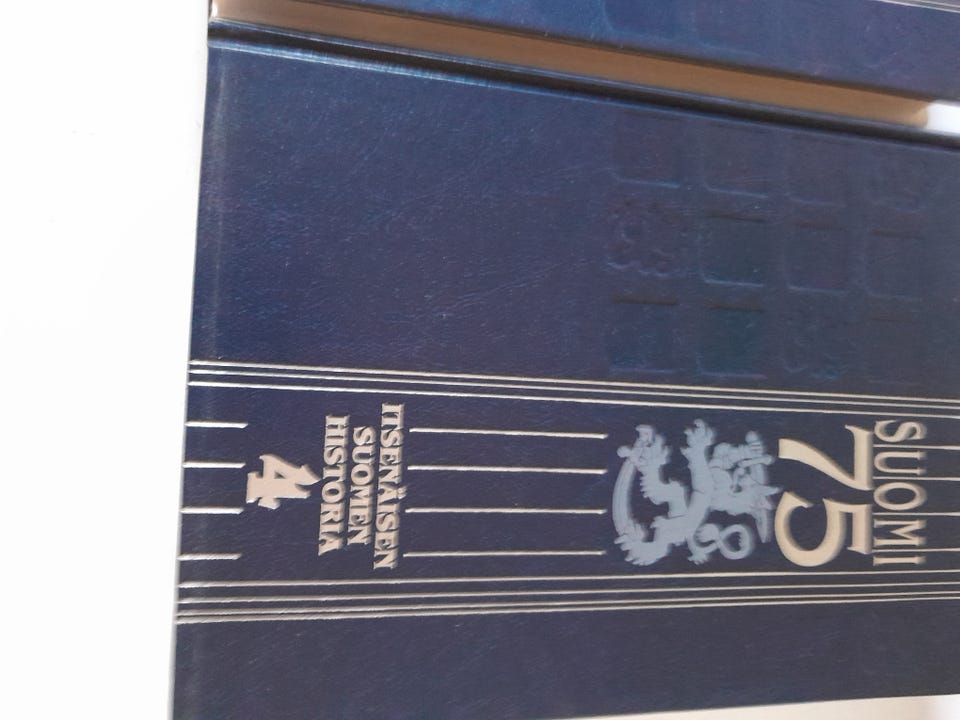 SUOMI
75
ITSENÄISEN
SUOMEN
HISTORIA
4